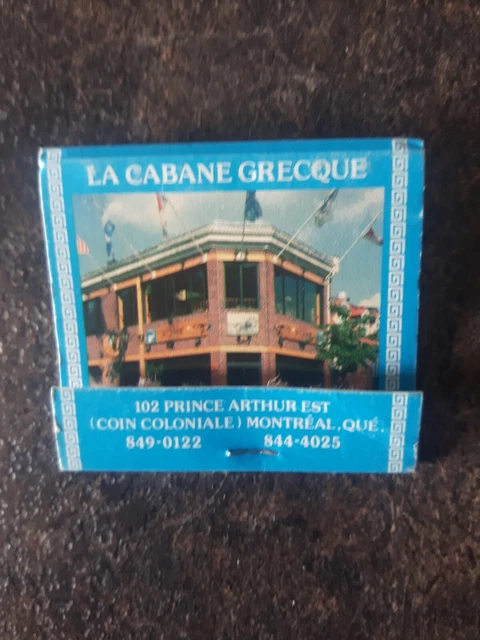 LA CABANE GRECQUE
102 PRINCE ARTHUR EST
(COIN COLONIALE) MONTRÉAL, QUÉ.
849-0122 844-4025